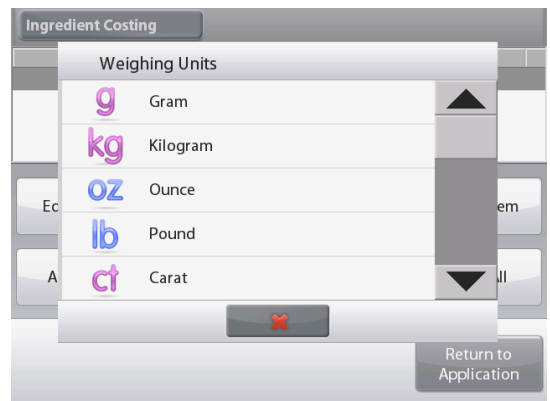 Ingredient Costing
Weighing Units
g Gram
kg Kilogram
oz Ounce
lb Pound
ct Carat
Return to
Application